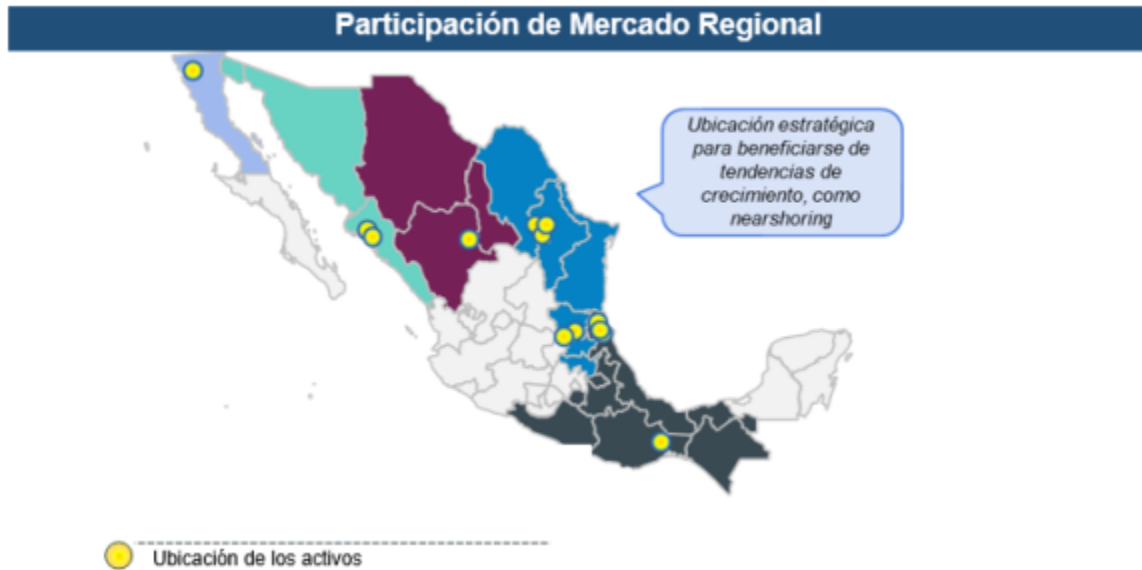 Participación de Mercado Regional
Ubicación estratégica
para beneficiarse de
tendencias de
crecimiento, como
nearshoring
Ubicación de los activos